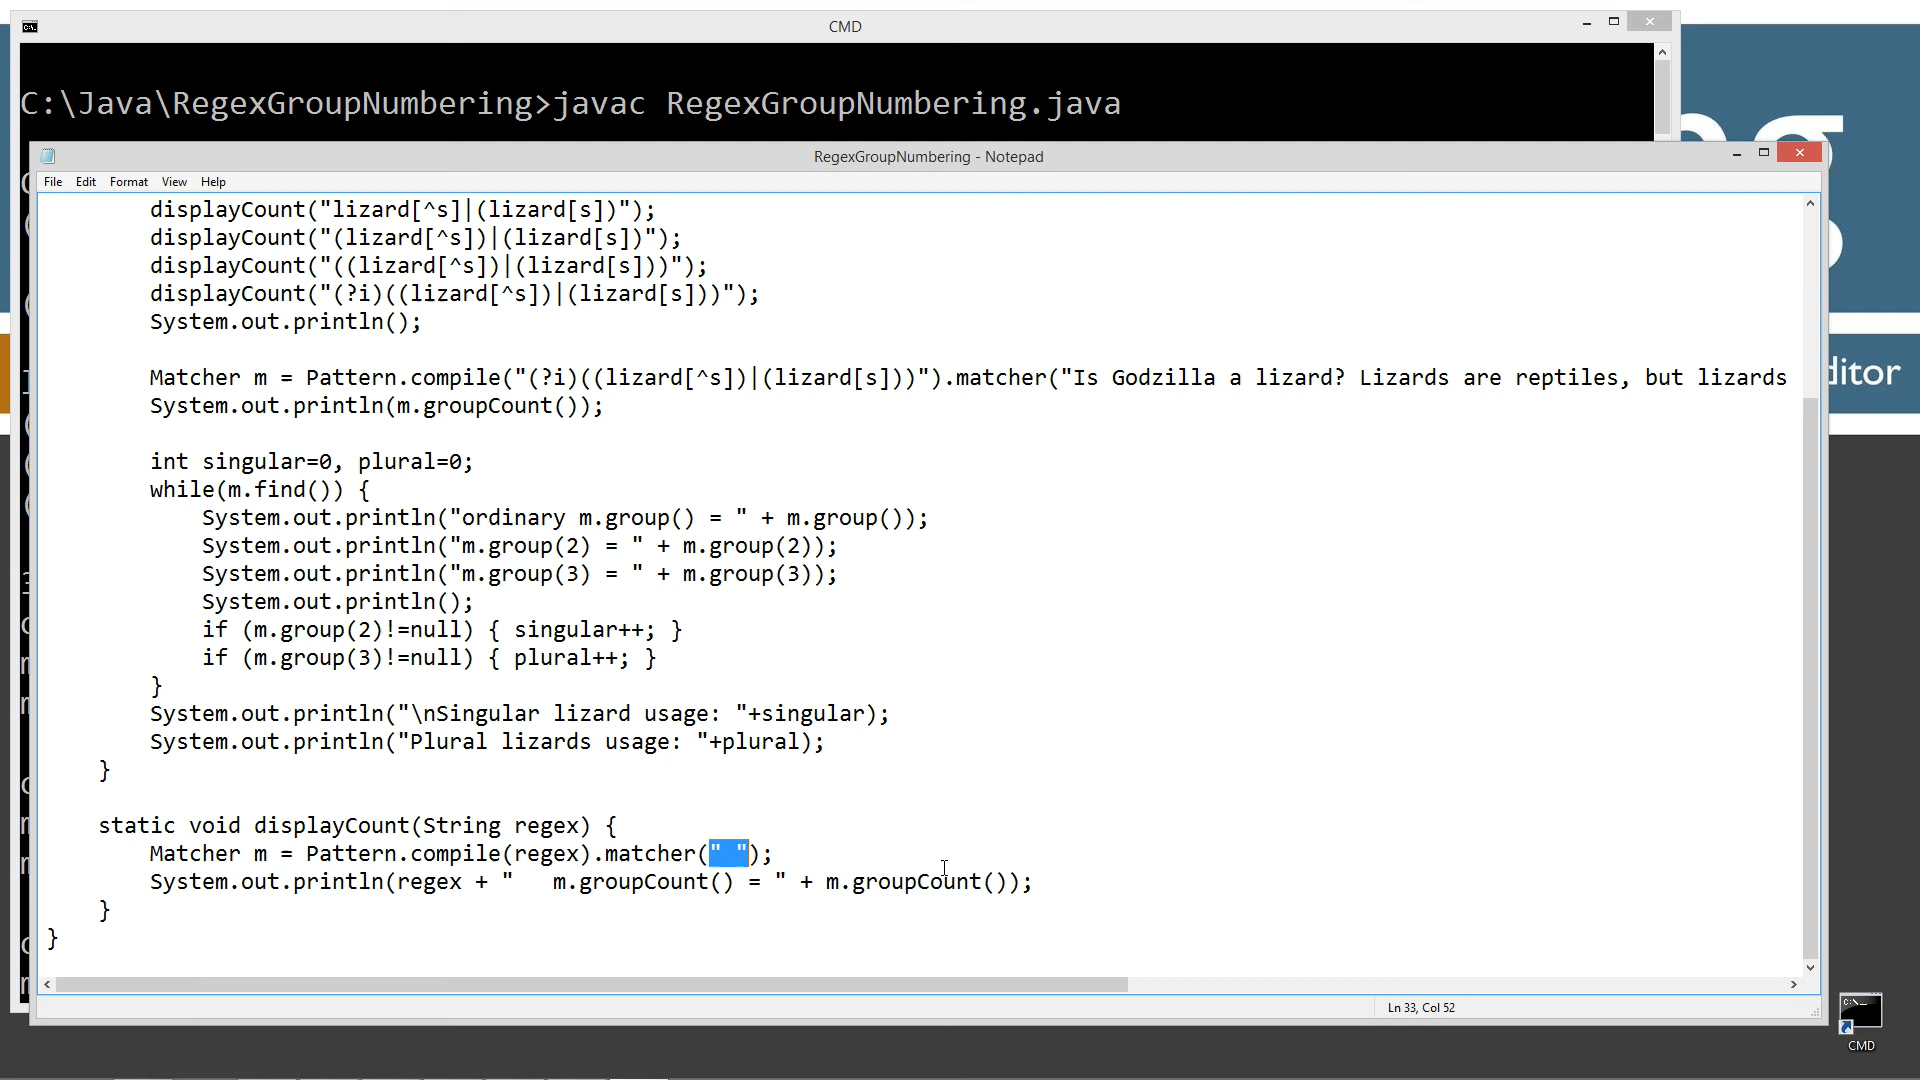 CMD
C:\Java\RegexGroupNumbering>javac RegexGroupNumbering.java
RegexGroupNumbering - Notepad
File Edit Format View Help
displayCount("lizard[^s]|(lizard[s])");
displayCount("(lizard[^s])|(lizard[s])");
displayCount("((lizard[^s])|(lizard[s]))");
displayCount("(?i)((lizard[^s])|(lizard[s]))");
System.out.println();
Matcher m = Pattern.compile("(?i)((lizard[^s])|(lizard[s]))").matcher("Is Godzilla a lizard? Lizards are reptiles, but lizards
System.out.println(m.groupCount());
int singular=0, plural=0;
while(m.find()) {
System.out.println("ordinary m.group() = " + m.group());
System.out.println("m.group(2) = " + m.group(2));
System.out.println("m.group(3) = " + m.group(3));
System.out.println();
if (m.group(2)!=null) { singular++; }
if (m.group(3)!=null) { plural++; }
}
System.out.println("\nSingular lizard usage: "+singular);
System.out.println("Plural lizards usage: "+plural);
}
static void displayCount(String regex) {
Matcher m = Pattern.compile(regex).matcher(" ");
System.out.println(regex + "   m.groupCount() = " + m.groupCount());
}
}
Ln 33, Col 52
ditor
CMD